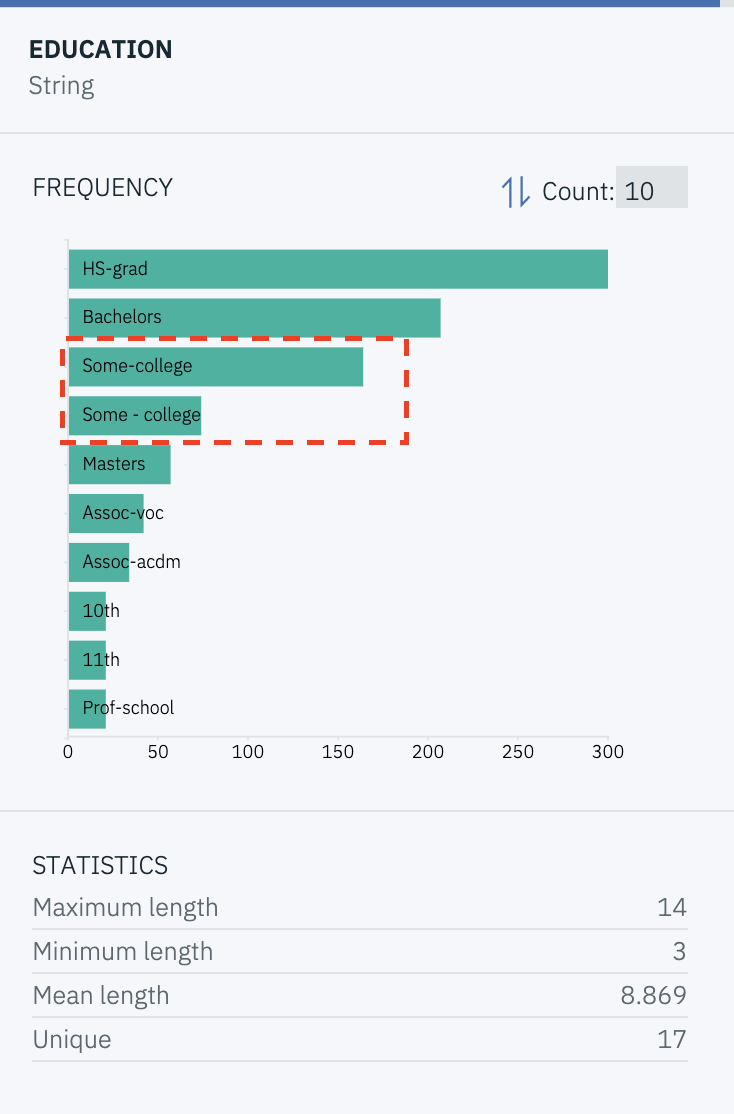 EDUCATION
String
FREQUENCY
Count: 10
HS-grad
Bachelors
Some-college
Some - college
Masters
Assoc-voc
Assoc-acdm
10th
11th
Prof-school
0 50 100 150 200 250 300
STATISTICS
Maximum length 14
Minimum length 3
Mean length 8.869
Unique 17